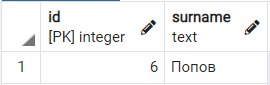 id surname
[PK] integer text
1 6 Попов